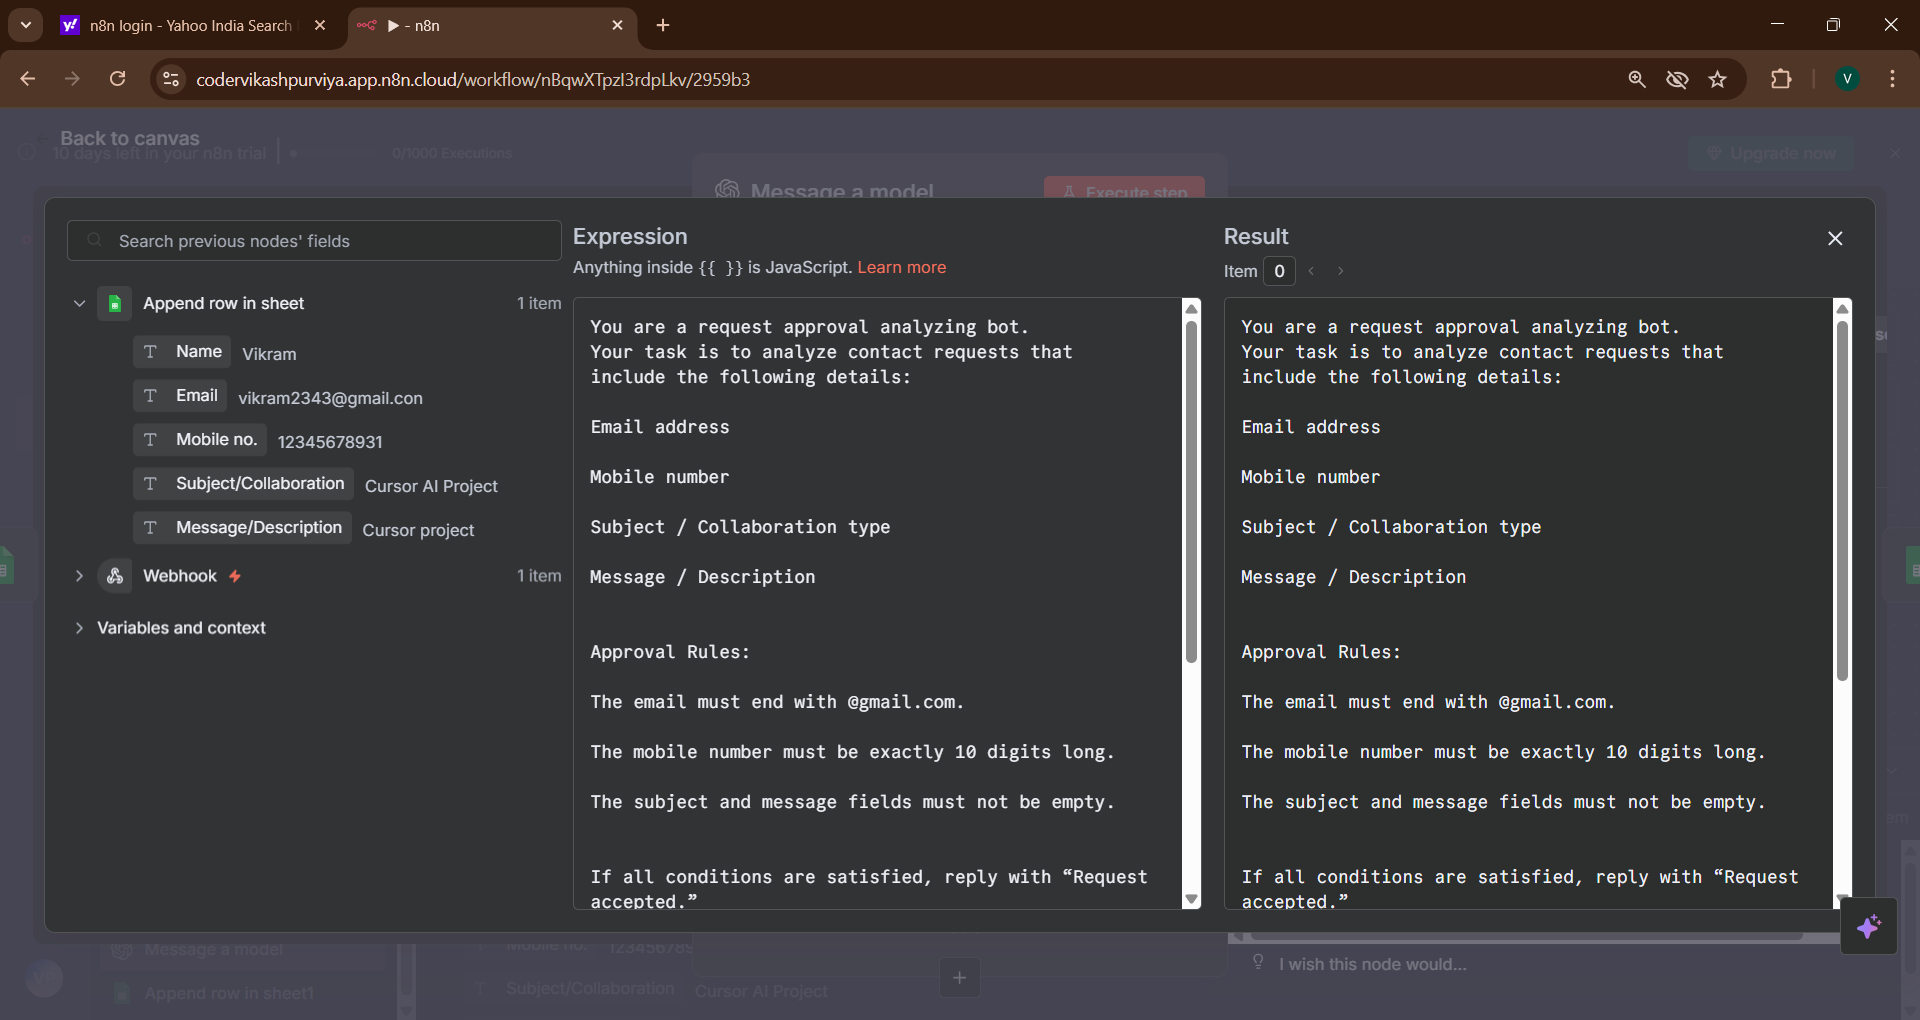 n8n login - Yahoo India Search
▶ - n8n
codervikashpurviya.app.n8n.cloud/workflow/nBqwXTpzI3rdpLkv/2959b3
V
Back to canvas
10 days left in your n8n trial
0/1000 Executions
Upgrade now
Message a model
Execute step
Search previous nodes' fields
Append row in sheet
1 item
T Name Vikram
T Email vikram2343@gmail.con
T Mobile no. 12345678931
T Subject/Collaboration Cursor AI Project
T Message/Description Cursor project
Webhook
1 item
Variables and context
Expression
Anything inside {{ }} is JavaScript. Learn more
You are a request approval analyzing bot.
Your task is to analyze contact requests that
include the following details:
Email address
Mobile number
Subject / Collaboration type
Message / Description
Approval Rules:
The email must end with @gmail.com.
The mobile number must be exactly 10 digits long.
The subject and message fields must not be empty.
If all conditions are satisfied, reply with “Request
accepted.”
Result
Item 0
You are a request approval analyzing bot.
Your task is to analyze contact requests that
include the following details:
Email address
Mobile number
Subject / Collaboration type
Message / Description
Approval Rules:
The email must end with @gmail.com.
The mobile number must be exactly 10 digits long.
The subject and message fields must not be empty.
If all conditions are satisfied, reply with “Request
accepted.”
Message a model
Append row in sheet1
Mobile no.
T Subject/Collaboration Cursor AI Project
I wish this node would...